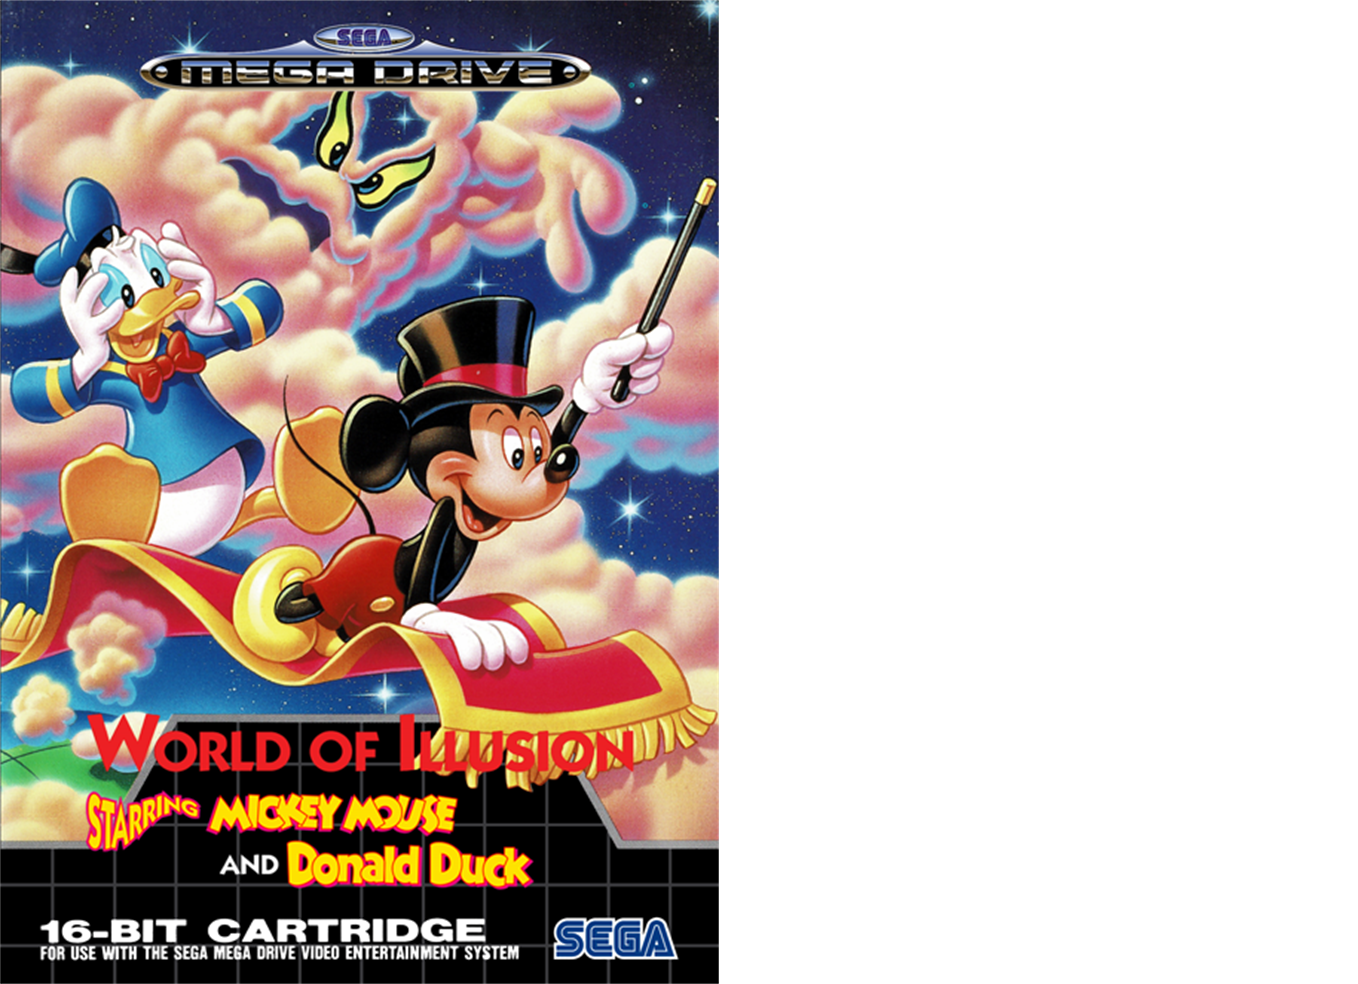 SEGA
MEGA DRIVE
WORLD OF ILLUSION
STARRING MICKEY MOUSE
AND Donald Duck
16-BIT CARTRIDGE
FOR USE WITH THE SEGA MEGA DRIVE VIDEO ENTERTAINMENT SYSTEM
SEGA